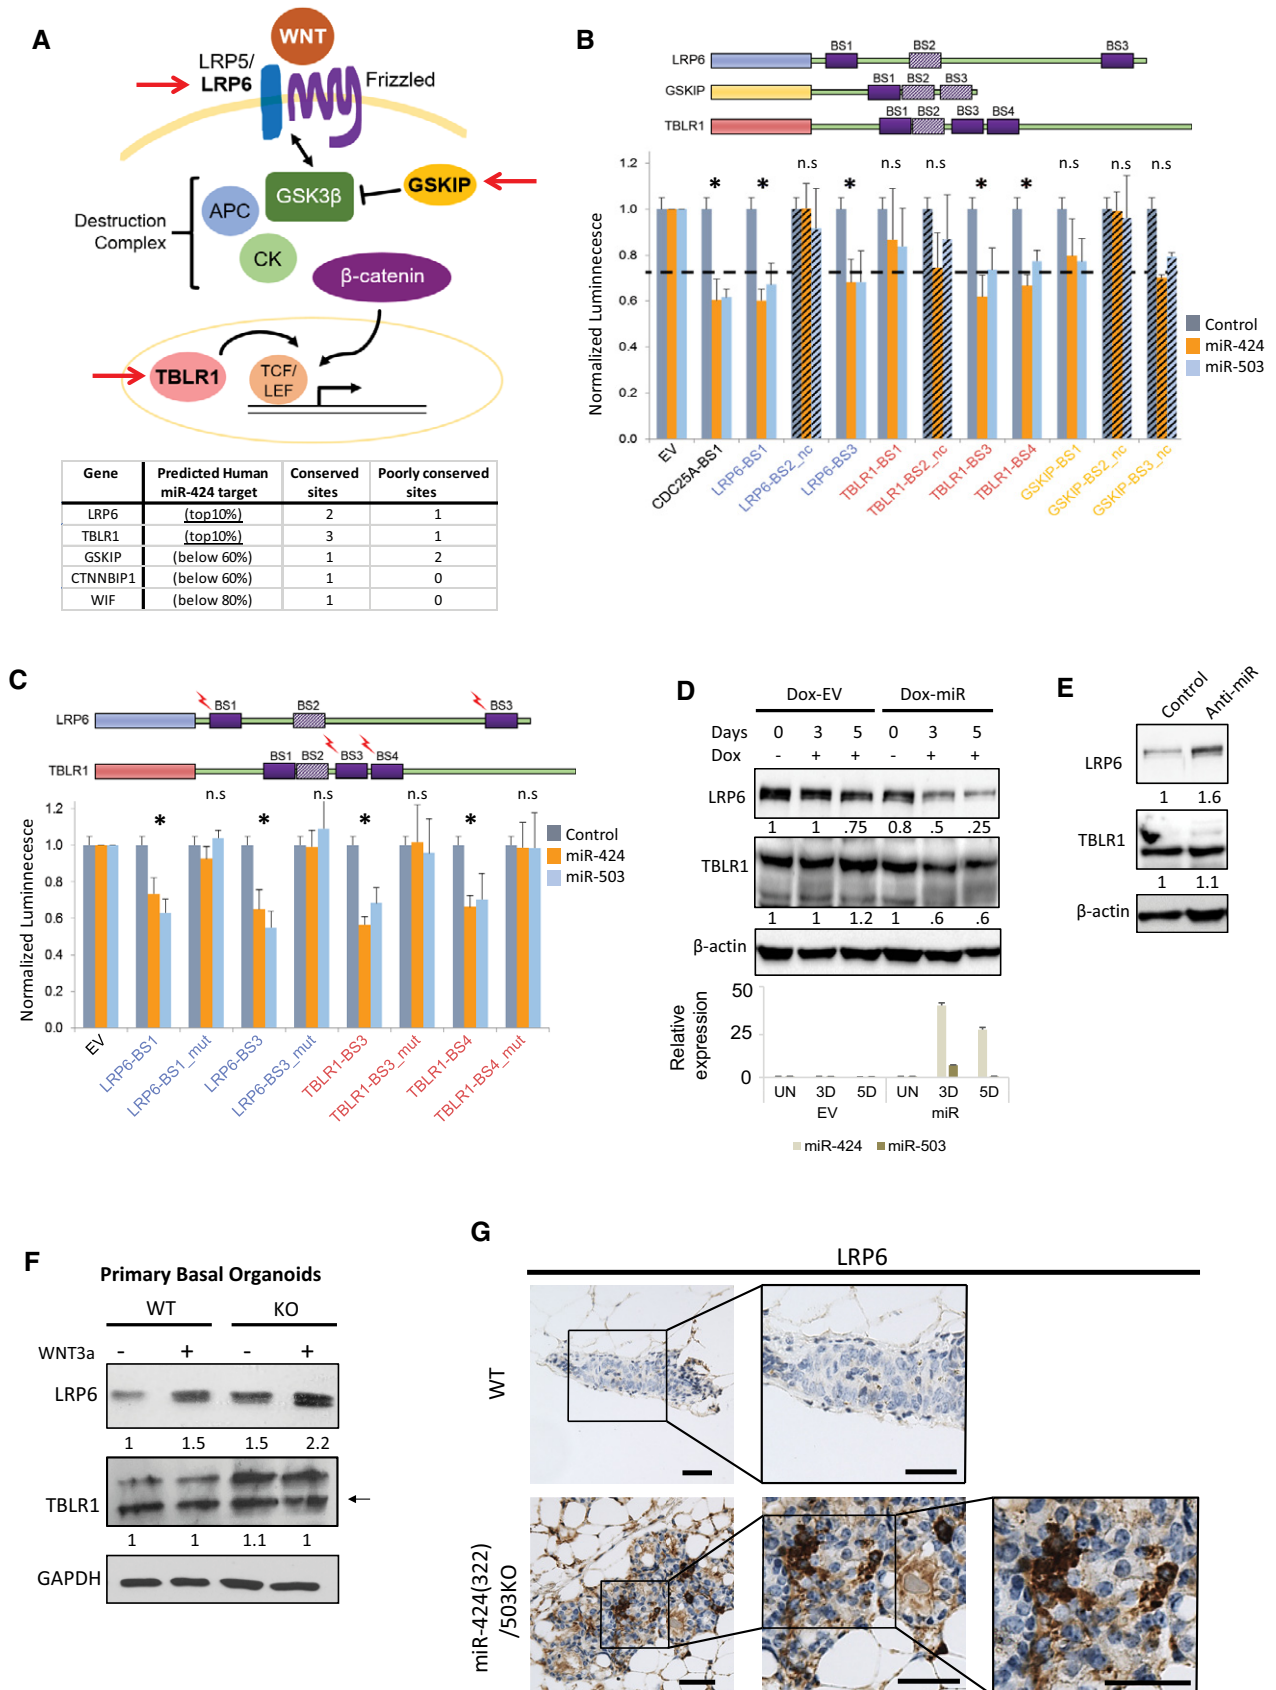 A
WNT
LRP5/
LRP6
Frizzled
GSK3β
GSKIP
APC
Destruction
Complex
CK
β-catenin
TBLR1
TCF/
LEF
Gene Predicted Human miR-424 target Conserved sites Poorly conserved sites
LRP6 (top10%) 2 1
TBLR1 (top10%) 3 1
GSKIP (below 60%) 1 2
CTNNBIP1 (below 60%) 1 0
WIF (below 80%) 1 0
B
BS1 BS2 BS3
LRP6
BS1 BS2 BS3
GSKIP
BS1 BS2 BS3 BS4
TBLR1
Normalized Luminnecesce
1.2
1.0
0.8
0.6
0.4
0.2
0.0
* * n.s * n.s n.s * * n.s n.s n.s
Control
miR-424
miR-503
EV
CDC25A-BS1
LRP6-BS1
LRP6-BS2_nc
LRP6-BS3
TBLR1-BS1
TBLR1-BS2_nc
TBLR1-BS3
TBLR1-BS4
GSKIP-BS1
GSKIP-BS2_nc
GSKIP-BS3_nc
C
BS1 BS2 BS3
LRP6
BS1 BS2 BS3 BS4
TBLR1
Normalized Luminnecesce
1.2
1.0
0.8
0.6
0.4
0.2
0.0
* n.s * n.s * n.s * n.s
Control
miR-424
miR-503
EV
LRP6-BS1
LRP6-BS1_mut
LRP6-BS3
LRP6-BS3_mut
TBLR1-BS3
TBLR1-BS3_mut
TBLR1-BS4
TBLR1-BS4_mut
D
Dox-EV Dox-miR
Days 0 3 5 0 3 5
Dox - + + - + +
LRP6
1 1 .75 0.8 .5 .25
TBLR1
1 1 1.2 1 .6 .6
β-actin
Relative
expression
50
25
0
UN 3D 5D UN 3D 5D
EV miR
miR-424 miR-503
E
Control Anti-miR
LRP6
1 1.6
TBLR1
1 1.1
β-actin
F
Primary Basal Organoids
WT KO
WNT3a - + - +
LRP6
1 1.5 1.5 2.2
TBLR1
1 1 1.1 1
GAPDH
G
LRP6
WT
miR-424(322)
/503KO